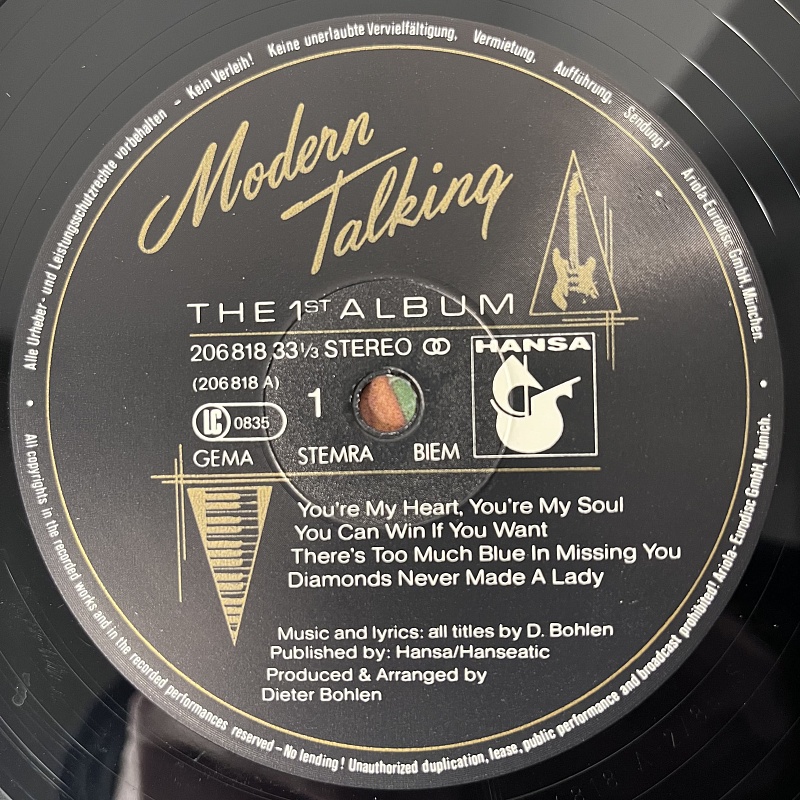 Alle Urheber- und Leistungsschutzrechte vorbehalten - Kein Verleih! Keine unerlaubte Vervielfältigung, Vermietung, Aufführung, Sendung! Ariola-Eurodisc GmbH, München.
Modern
Talking
THE 1ST ALBUM
206 818 33 1/3 STEREO
HANSA
(206 818 A)
1
LC 0835
GEMA STEMRA BIEM
You're My Heart, You're My Soul
You Can Win If You Want
There's Too Much Blue In Missing You
Diamonds Never Made A Lady
Music and lyrics: all titles by D. Bohlen
Published by: Hansa/Hanseatic
Produced & Arranged by
Dieter Bohlen
All copyrights in the recorded works and in the recorded performances reserved - No lending! Unauthorized duplication, lease, public performance and broadcast prohibited! Ariola-Eurodisc GmbH, Munich.